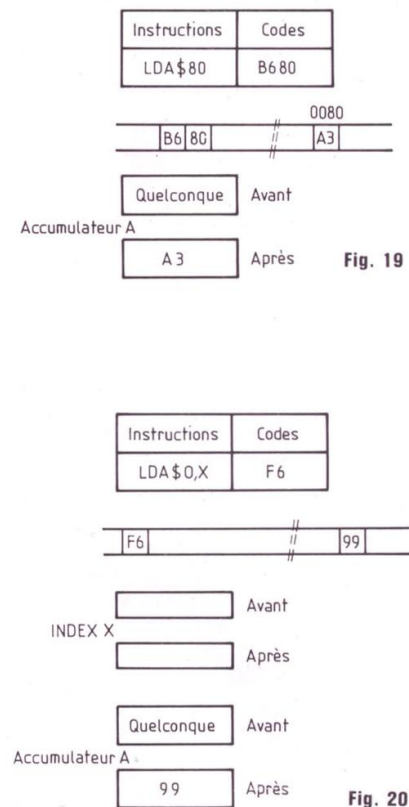 Instructions Codes
LDA$80 B680
0080
B6 80 A3
Quelconque Avant
Accumulateur A
A3 Après Fig. 19
Instructions Codes
LDA$0,X F6
F6 99
Avant
INDEX X
Après
Quelconque Avant
Accumulateur A
99 Après Fig. 20